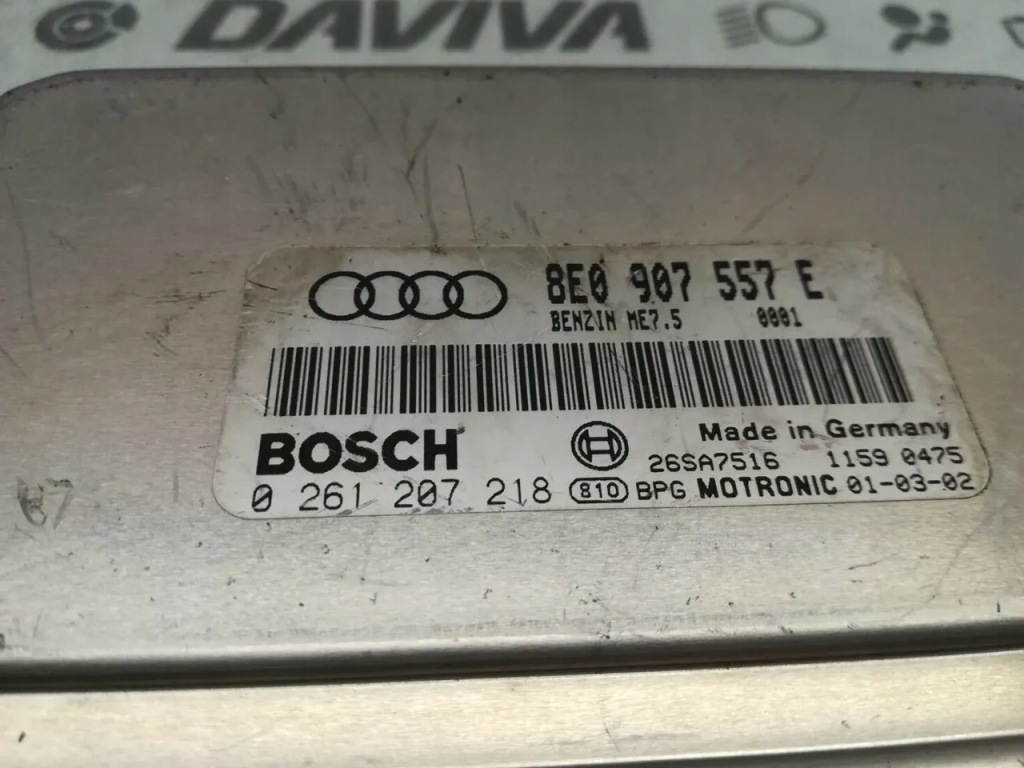 DAVIVA
8E0 907 557 E
BENZIN ME7.5 0001
BOSCH Made in Germany
26SA7516 1159 0475
0 261 207 218 810 BPG MOTRONIC 01-03-02